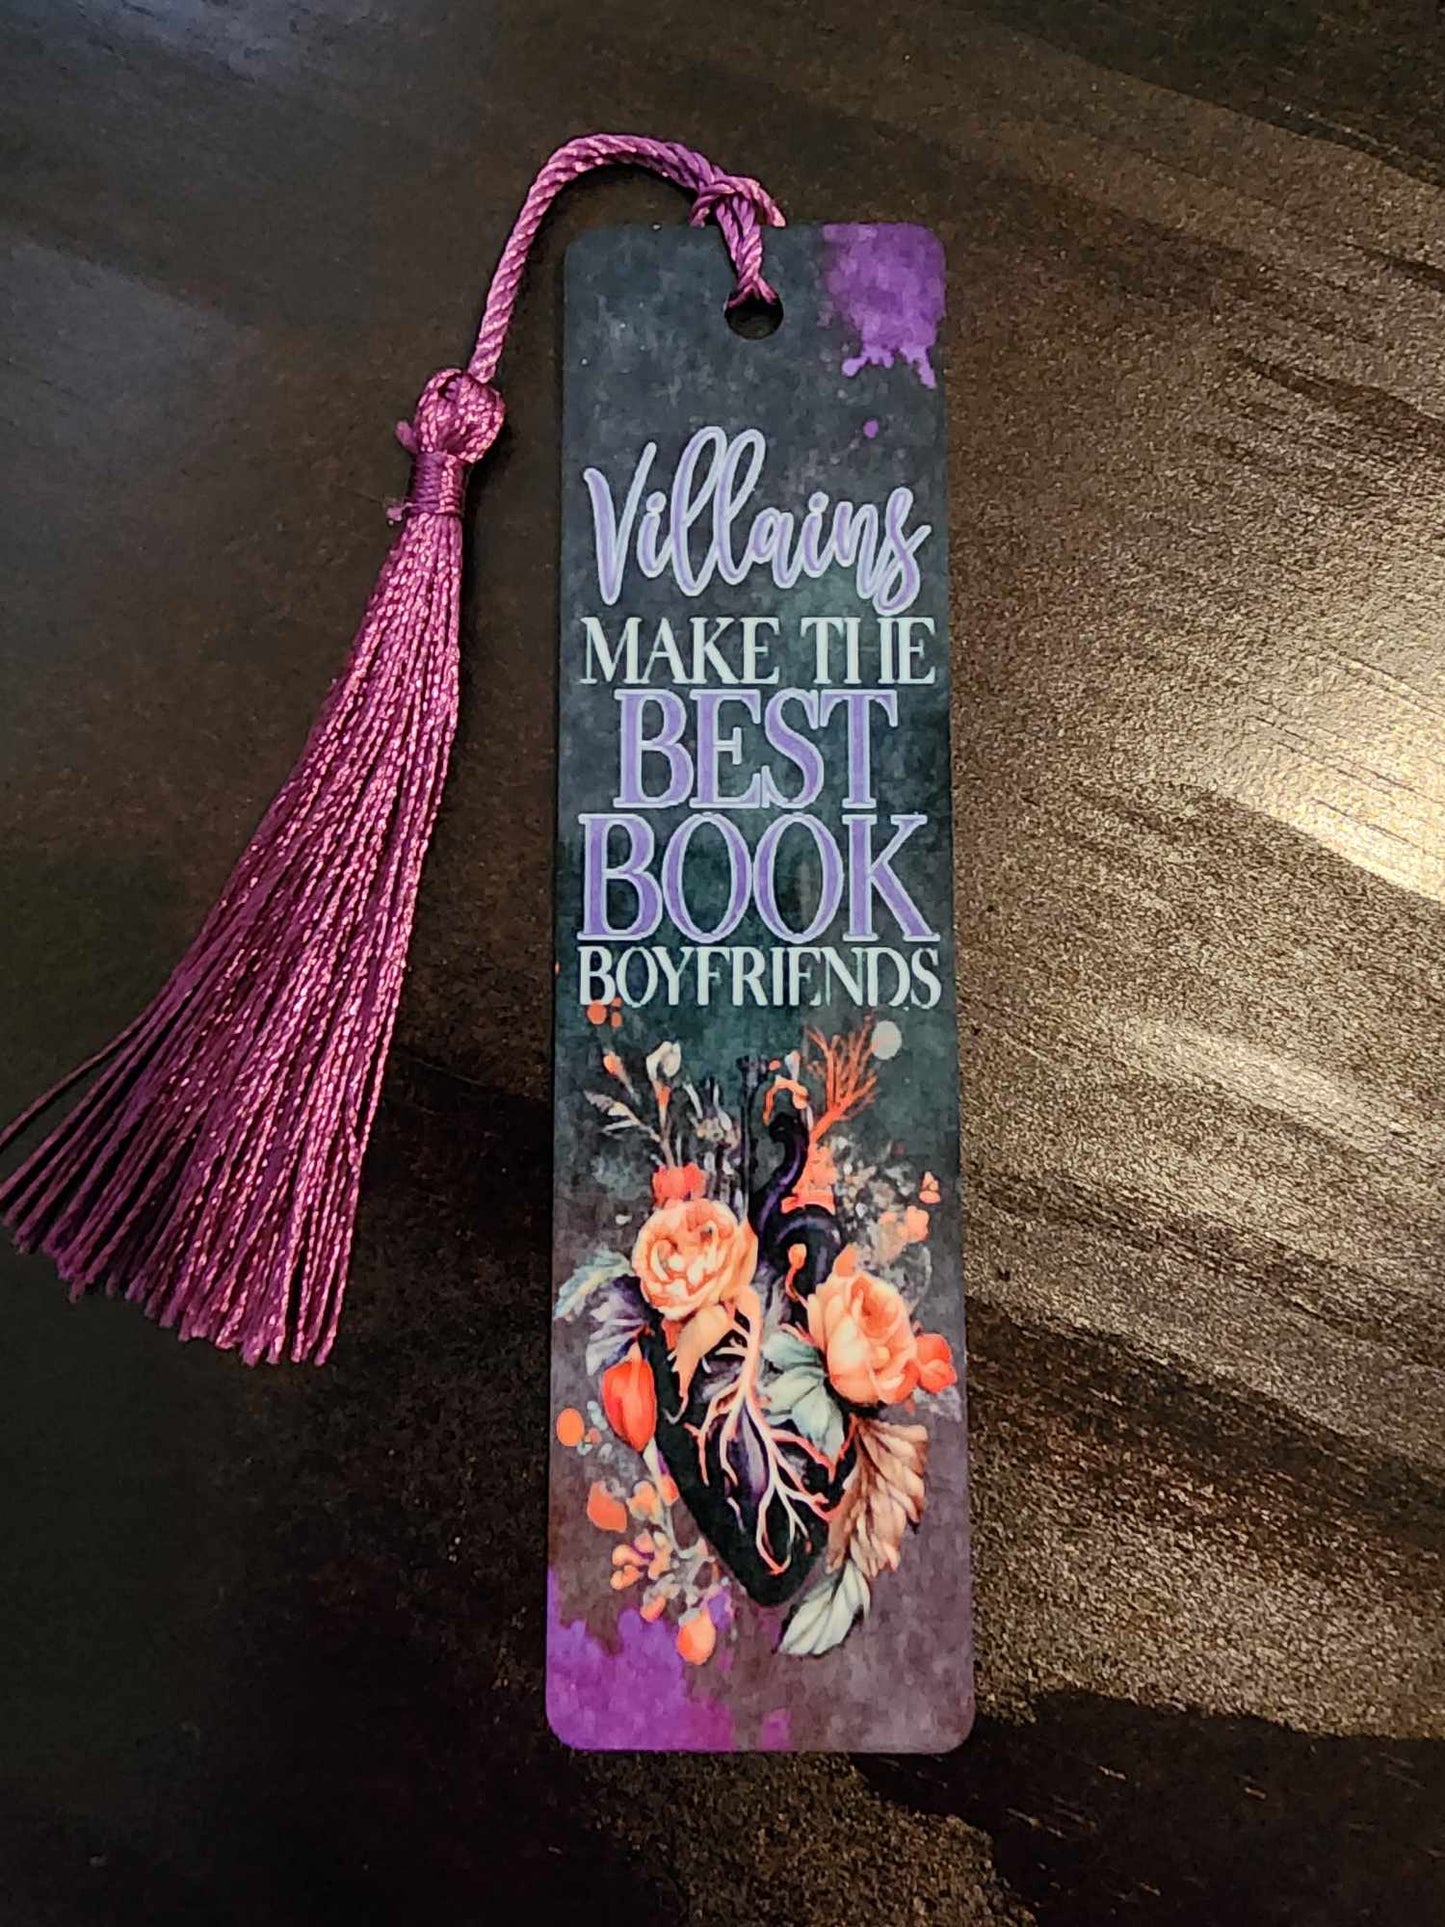 Villains
MAKE THE
BEST
BOOK
BOYFRIENDS